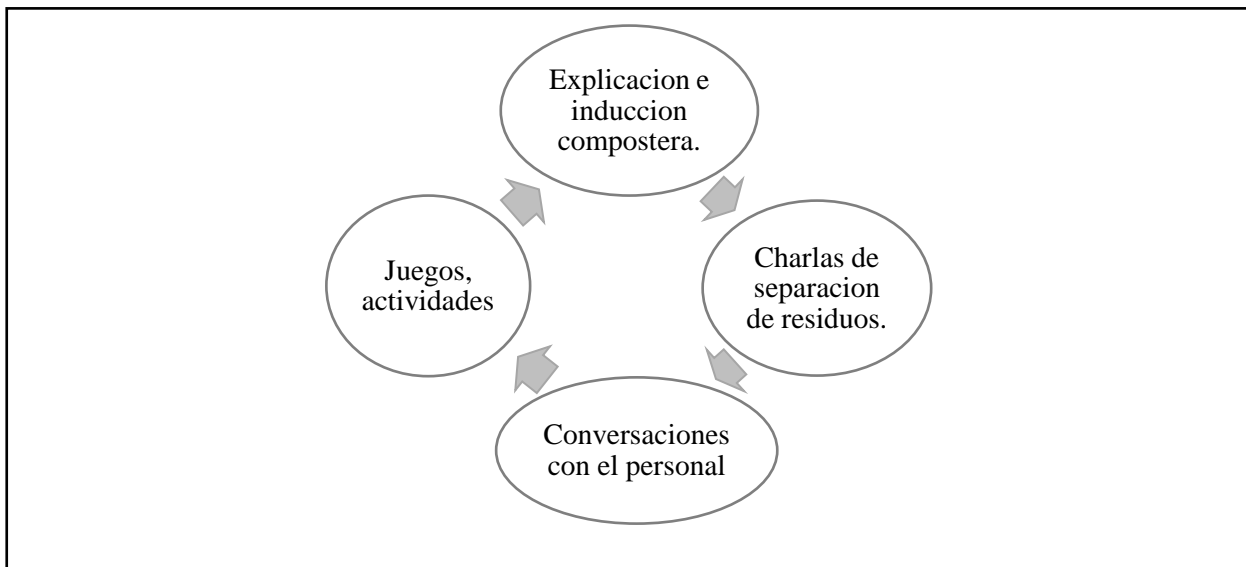 Explicacion e
induccion
compostera.
Charlas de
separacion
de residuos.
Conversaciones
con el personal
Juegos,
actividades